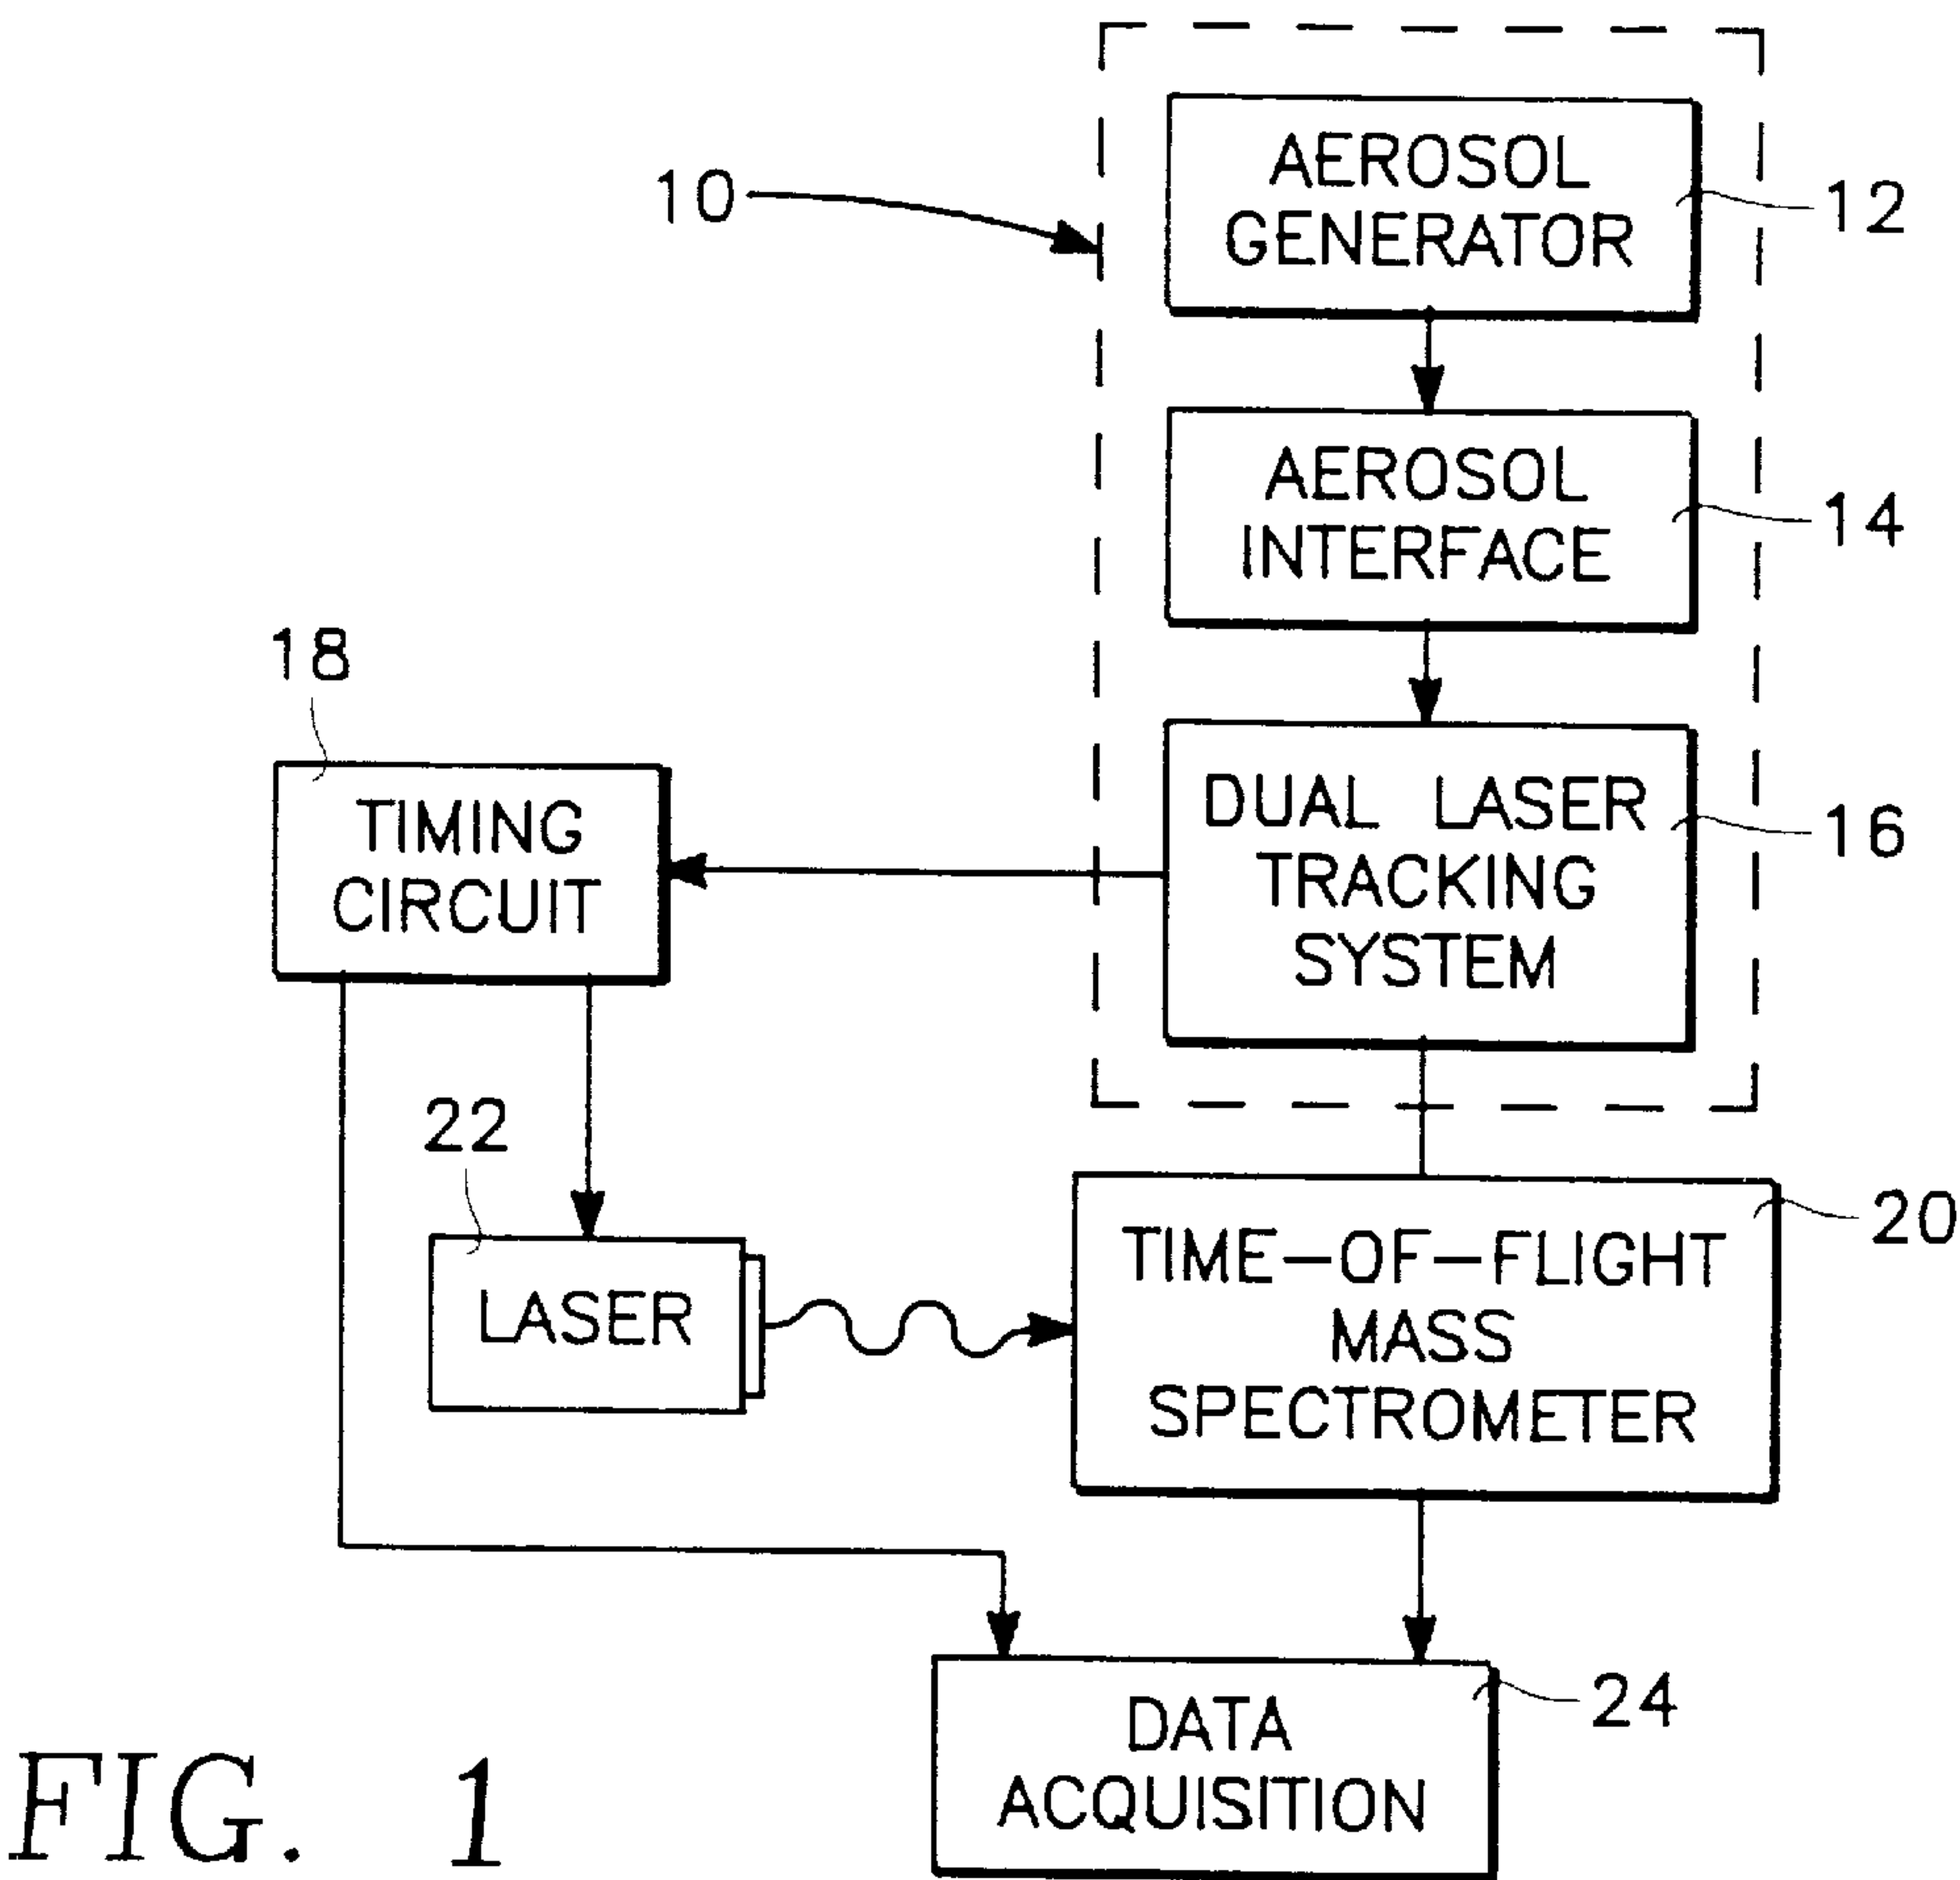 10
AEROSOL
GENERATOR
12
AEROSOL
INTERFACE
14
18
TIMING
CIRCUIT
DUAL LASER
TRACKING
SYSTEM
16
22
LASER
TIME-OF-FLIGHT
MASS
SPECTROMETER
20
DATA
ACQUISITION
24
FIG. 1